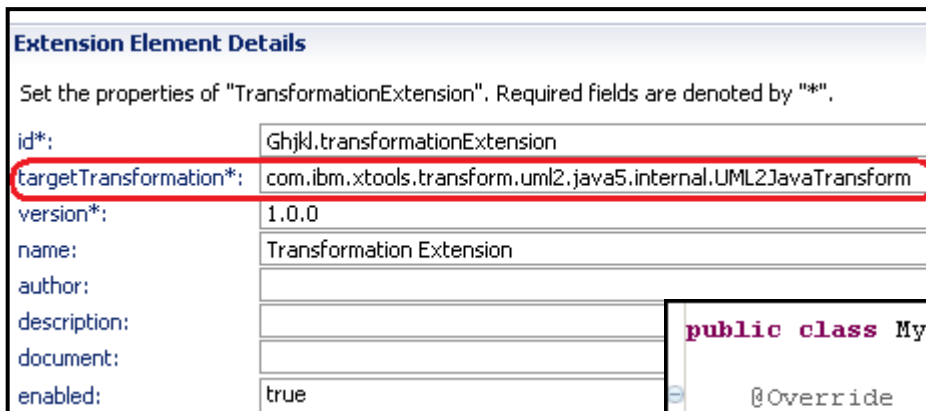 Extension Element Details
Set the properties of "TransformationExtension". Required fields are denoted by "*".
id*: Ghjkl.transformationExtension
targetTransformation*: com.ibm.xtools.transform.uml2.java5.internal.UML2JavaTransform
version*: 1.0.0
name: Transformation Extension
author:
description:
document:
enabled: true
public class My
@Override